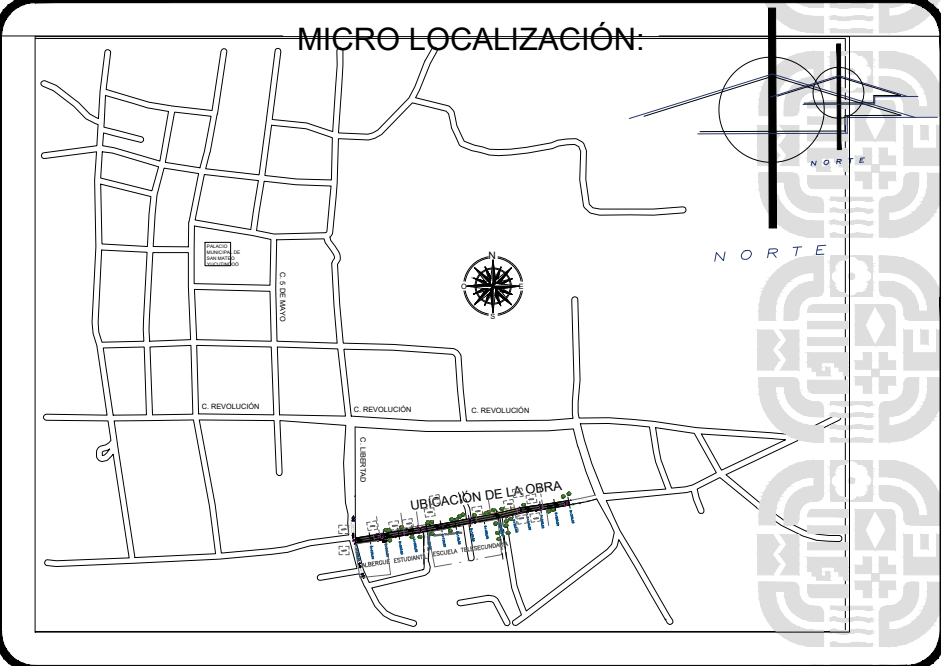 MICRO LOCALIZACIÓN:
NORTE
NORTE
PALACIO
MUNICIPAL DE
SAN MATEO
N
O
E
S
C. 5 DE MAYO
C. REVOLUCIÓN
C. REVOLUCIÓN
C. REVOLUCIÓN
C. LIBERTAD
UBICACIÓN DE LA OBRA
ALBERGUE ESTUDIANTIL
ESCUELA TELESECUNDARIA